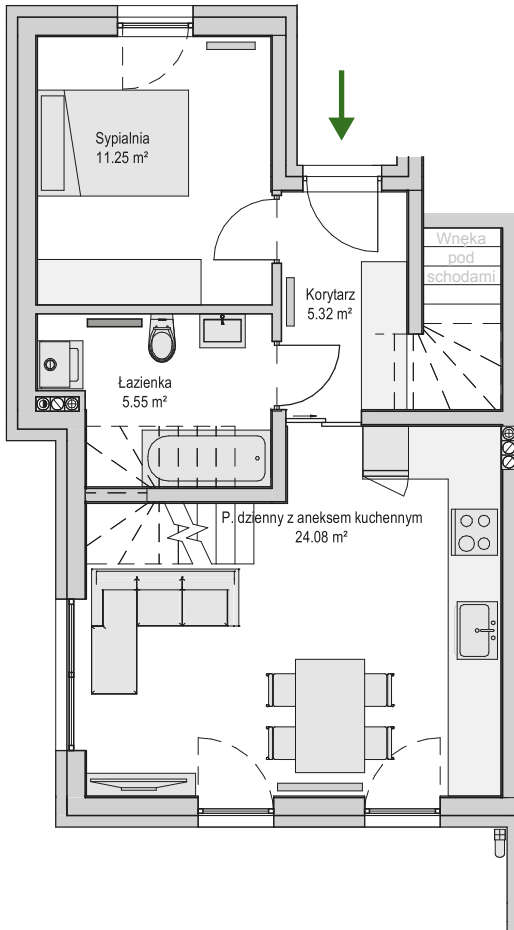 Sypialnia
11.25 m²
Wnęka
pod
schodami
Korytarz
5.32 m²
Łazienka
5.55 m²
P. dzienny z aneksem kuchennym
24.08 m²